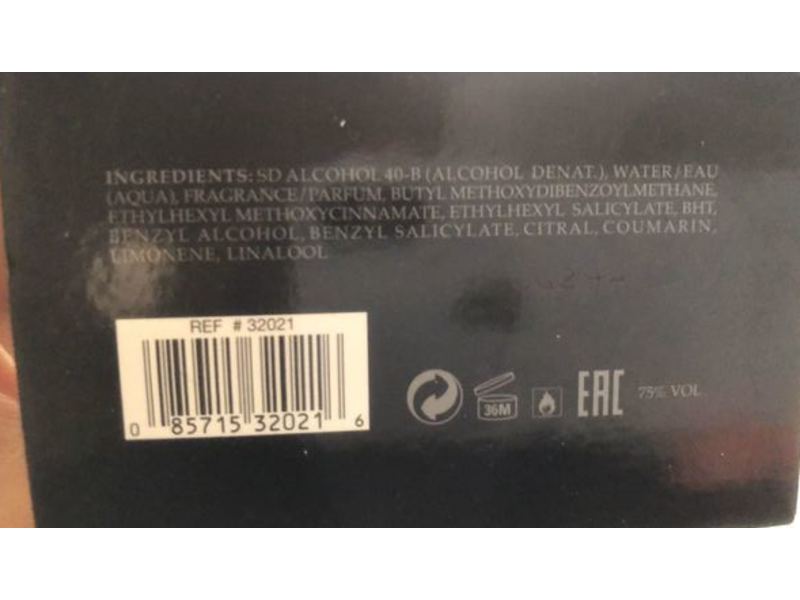 INGREDIENTS: SD ALCOHOL 40-B (ALCOHOL DENAT.), WATER/EAU
(AQUA), FRAGRANCE/PARFUM, BUTYL METHOXYDIBENZOYLMETHANE,
ETHYLHEXYL METHOXYCINNAMATE, ETHYLHEXYL SALICYLATE, BHT,
BENZYL ALCOHOL, BENZYL SALICYLATE, CITRAL, COUMARIN,
LIMONENE, LINALOOL
REF # 32021
0 85715 32021 6
36M
EAC
75% VOL